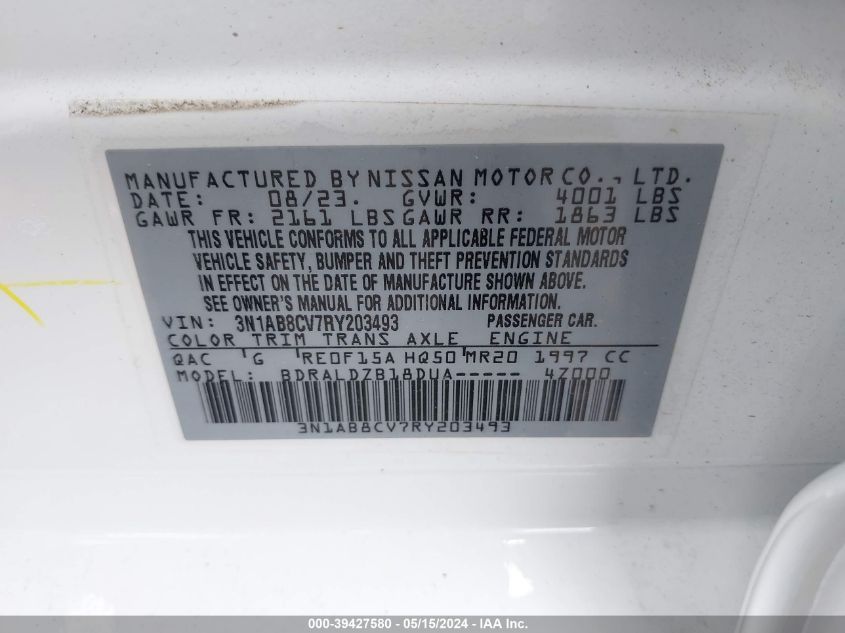 MANUFACTURED BY NISSAN MOTOR CO., LTD.
DATE: 08/23. GVWR: 4001 LBS
GAWR FR: 2161 LBS GAWR RR: 1863 LBS
THIS VEHICLE CONFORMS TO ALL APPLICABLE FEDERAL MOTOR
VEHICLE SAFETY, BUMPER AND THEFT PREVENTION STANDARDS
IN EFFECT ON THE DATE OF MANUFACTURE SHOWN ABOVE.
SEE OWNER'S MANUAL FOR ADDITIONAL INFORMATION.
VIN: 3N1AB8CV7RY203493 PASSENGER CAR.
COLOR TRIM TRANS AXLE ENGINE
QAC 'G 'RE0F15A HQ50 'MR20 1997 CC
MODEL: BDRALDZB18DUA----- 47000
3N1AB8CV7RY203493
000-39427580 - 05/15/2024 - IAA Inc.